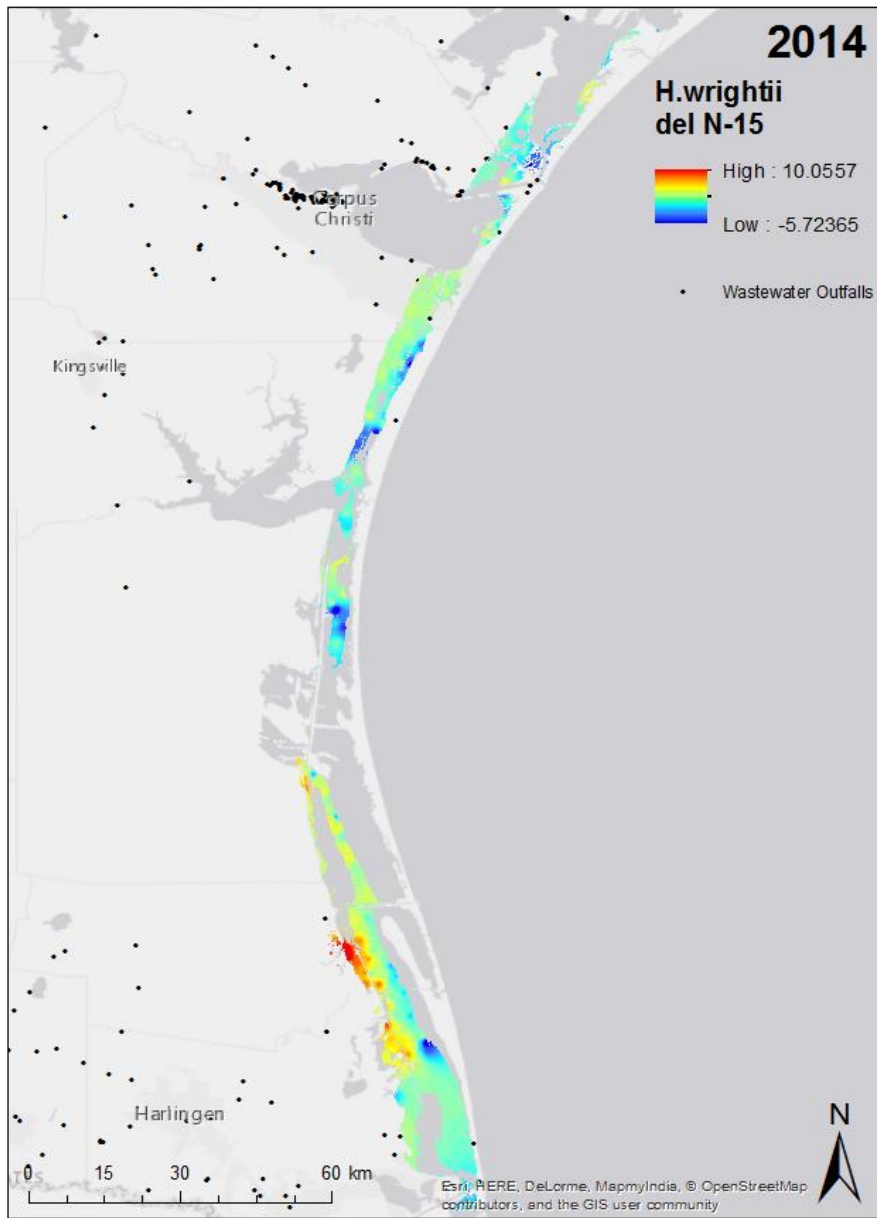 2014
H.wrightii
del N-15
High : 10.0557
Low : -5.72365
Wastewater Outfalls
Corpus
Christi
Kingsville
Harlingen
N
0 15 30 60 km
Esri, HERE, DeLorme, MapmyIndia, © OpenStreetMap
contributors, and the GIS user community